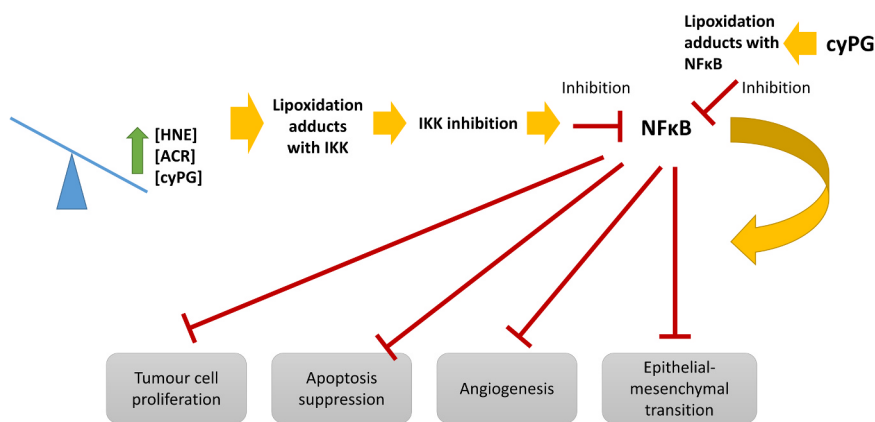 [HNE]
[ACR]
[cyPG]
Lipoxidation
adducts
with IKK
IKK inhibition
Inhibition
NFκB
Lipoxidation
adducts with
NFκB
cyPG
Inhibition
Tumour cell
proliferation
Apoptosis
suppression
Angiogenesis
Epithelial-
mesenchymal
transition